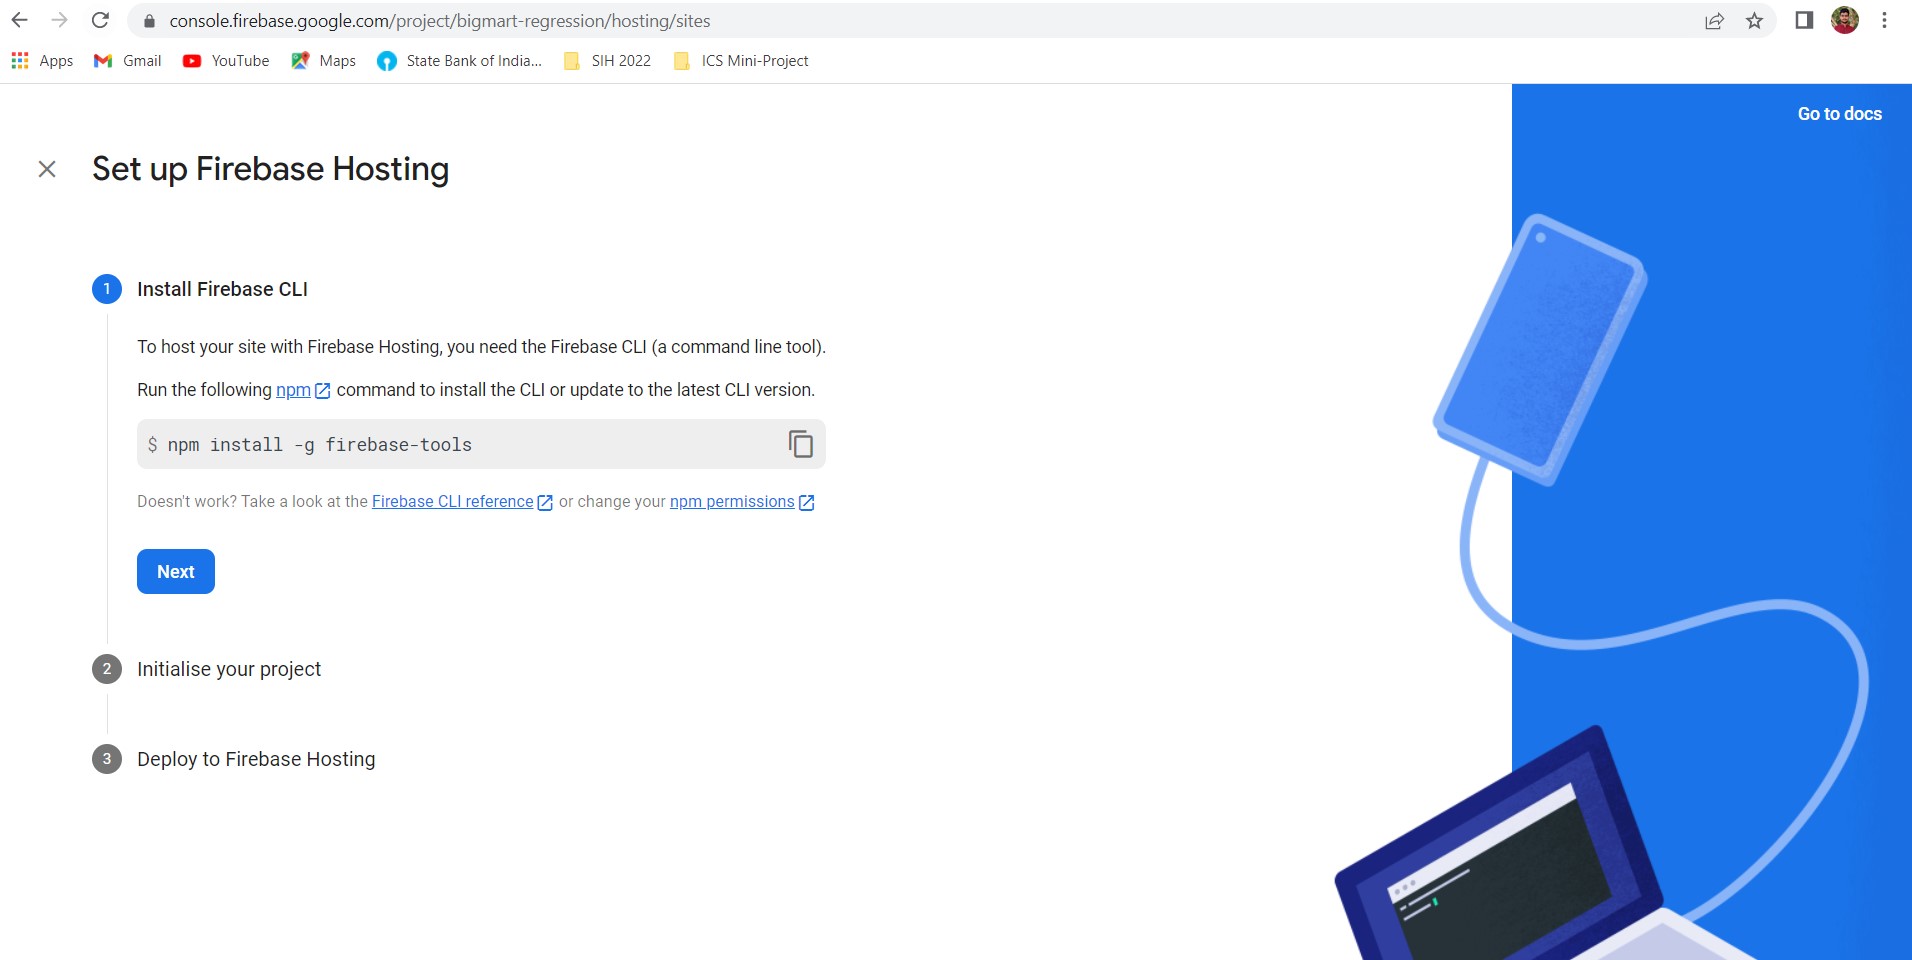 console.firebase.google.com/project/bigmart-regression/hosting/sites
Apps Gmail YouTube Maps State Bank of India... SIH 2022 ICS Mini-Project
Go to docs
Set up Firebase Hosting
1 Install Firebase CLI
To host your site with Firebase Hosting, you need the Firebase CLI (a command line tool).
Run the following npm command to install the CLI or update to the latest CLI version.
$ npm install -g firebase-tools
Doesn't work? Take a look at the Firebase CLI reference or change your npm permissions
Next
2 Initialise your project
3 Deploy to Firebase Hosting